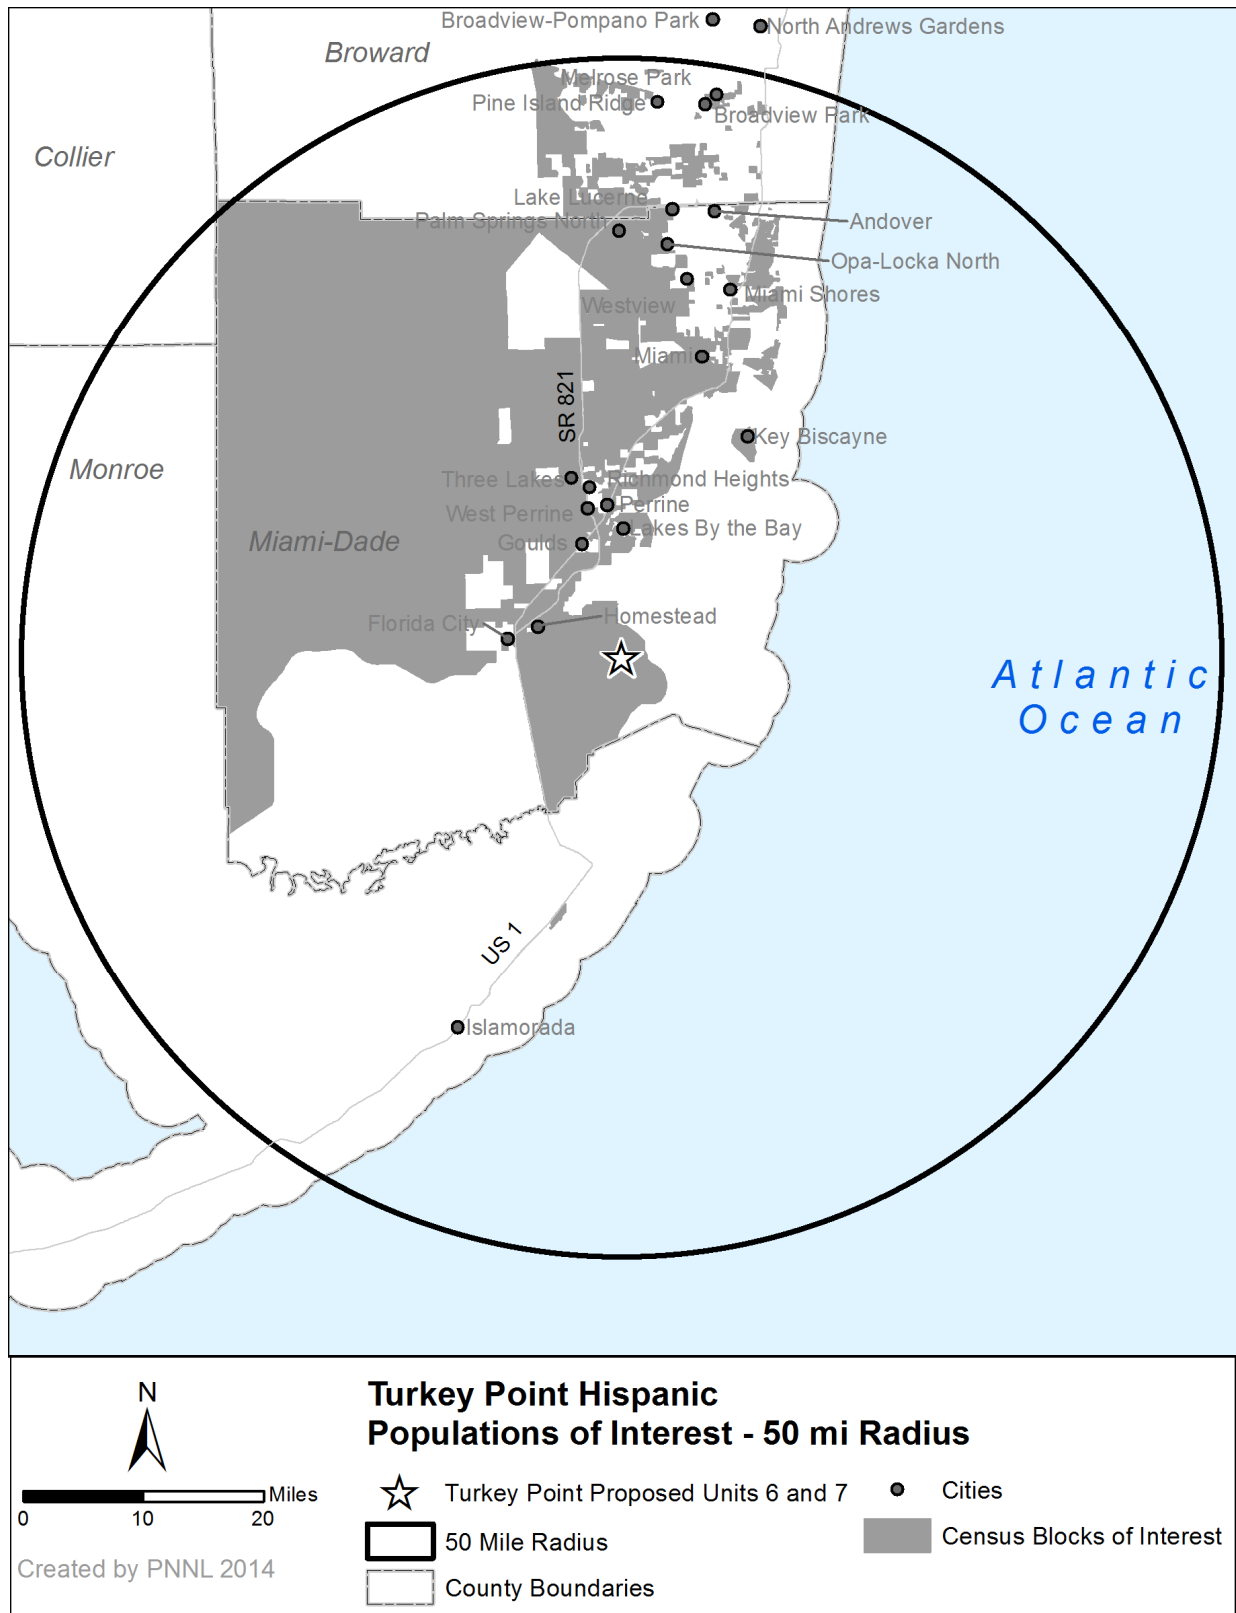 Broadview-Pompano Park
North Andrews Gardens
Broward
Melrose Park
Pine Island Ridge
Broadview Park
Collier
Lake Lucerne
Palm Springs North
Andover
Opa-Locka North
Miami Shores
Westview
Miami
SR 821
Key Biscayne
Monroe
Three Lakes
Richmond Heights
West Perrine
Perrine
Lakes By the Bay
Miami-Dade
Goulds
Florida City
Homestead
Atlantic
Ocean
US 1
Islamorada
N
Miles
0 10 20
Created by PNNL 2014
Turkey Point Hispanic
Populations of Interest - 50 mi Radius
Turkey Point Proposed Units 6 and 7
Cities
50 Mile Radius
Census Blocks of Interest
County Boundaries